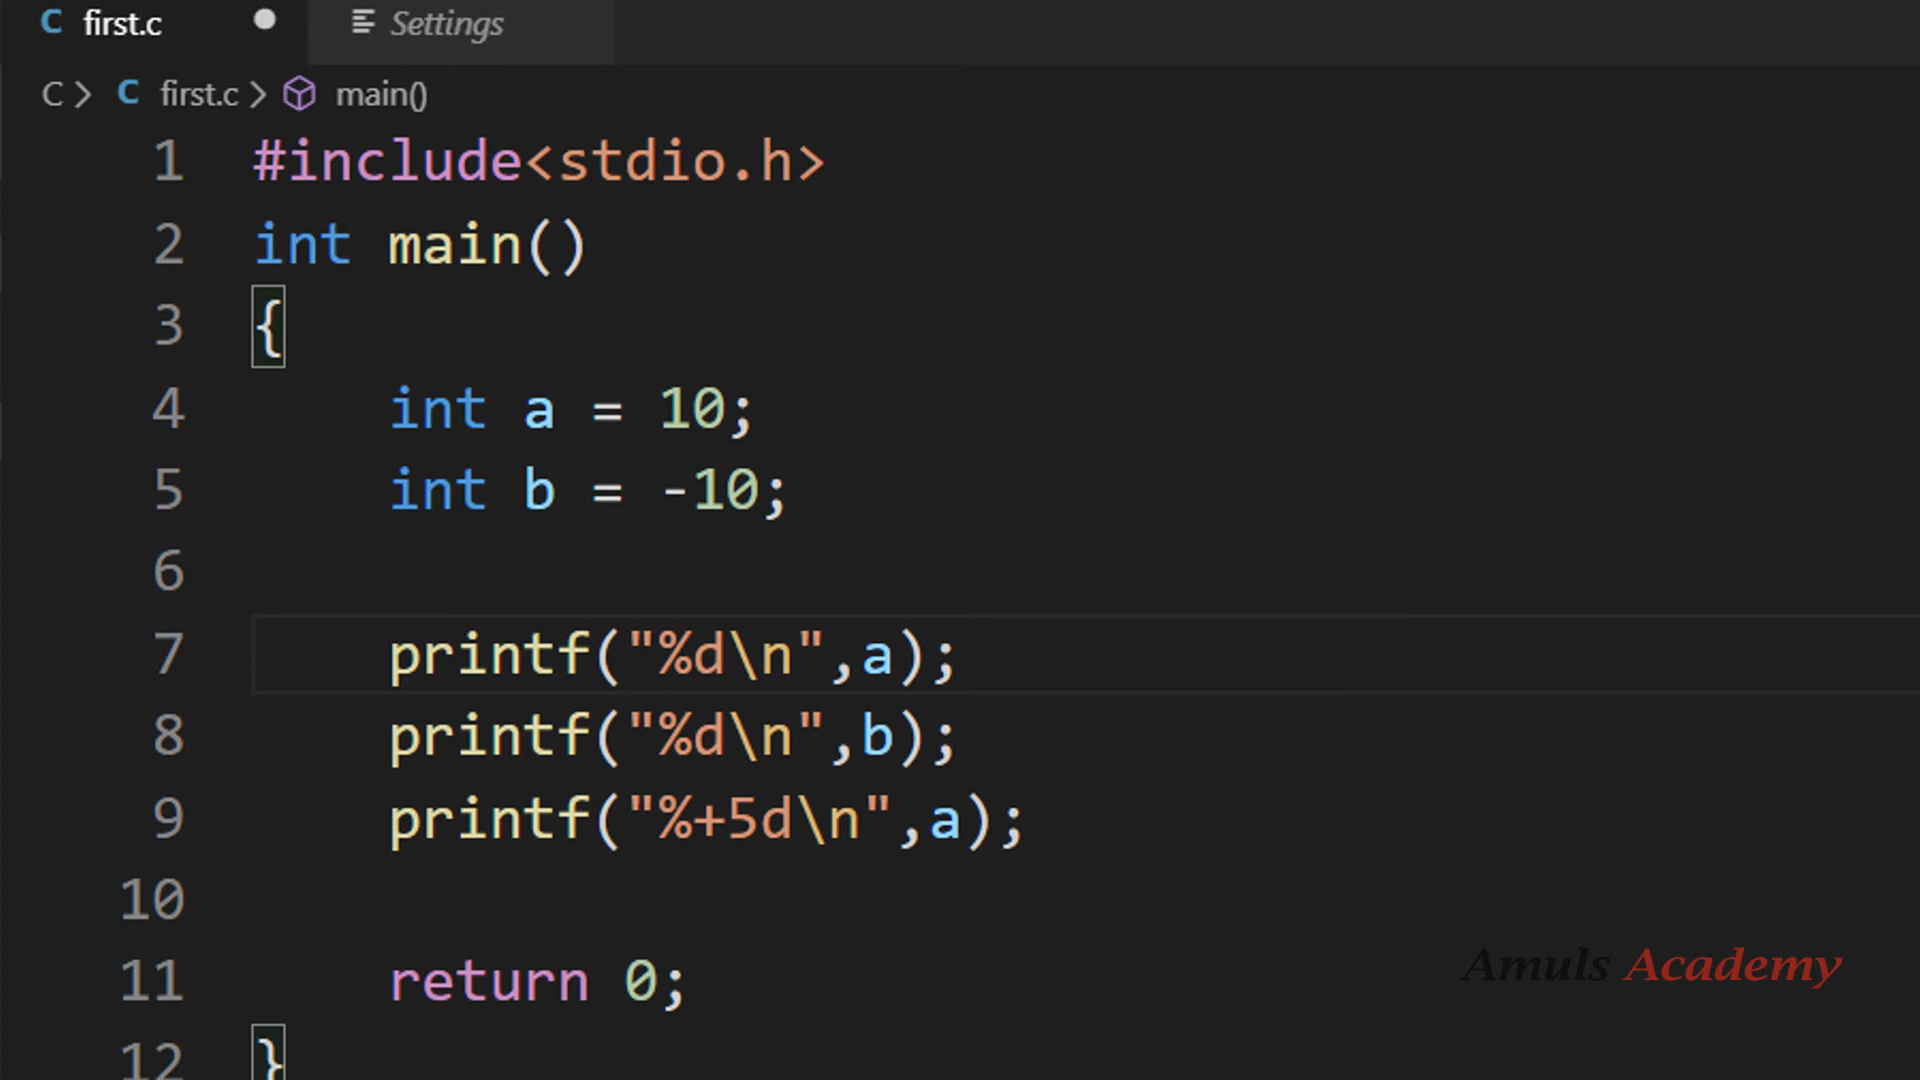 C first.c ● Settings
C > C first.c > main()
1 #include<stdio.h>
2 int main()
3 {
4     int a = 10;
5     int b = -10;
6
7     printf("%d\n",a);
8     printf("%d\n",b);
9     printf("%+5d\n",a);
10
11     return 0;
12 }
Amuls Academy